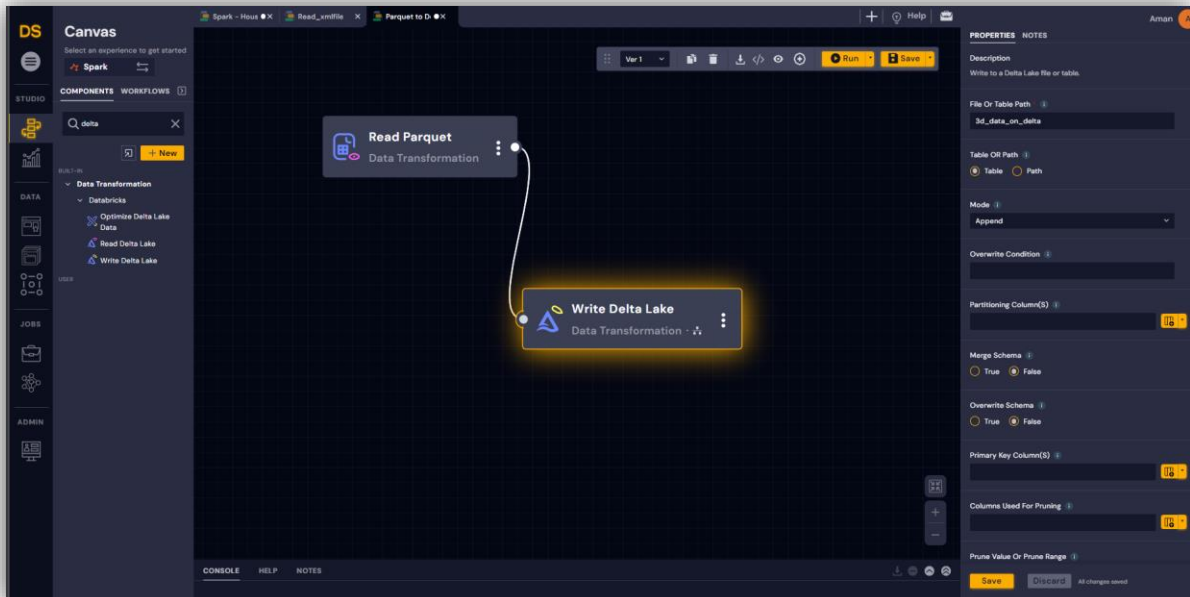 DS
STUDIO
DATA
JOBS
ADMIN
Canvas
Select an experience to get started
Spark
COMPONENTS WORKFLOWS
delta
+ New
BUILT-IN
Data Transformation
Databricks
Optimize Delta Lake
Data
Read Delta Lake
Write Delta Lake
USER
Spark - Hous
Read_xmlfile
Parquet to D
Help
Ver 1
Run
Save
Read Parquet
Data Transformation
Write Delta Lake
Data Transformation -
CONSOLE HELP NOTES
Aman A
PROPERTIES NOTES
Description
Write to a Delta Lake file or table.
File Or Table Path
3d_data_on_delta
Table OR Path
Table Path
Mode
Append
Overwrite Condition
Partitioning Column(S)
Merge Schema
True False
Overwrite Schema
True False
Primary Key Column(S)
Columns Used For Pruning
Prune Value Or Prune Range
Save Discard All changes saved